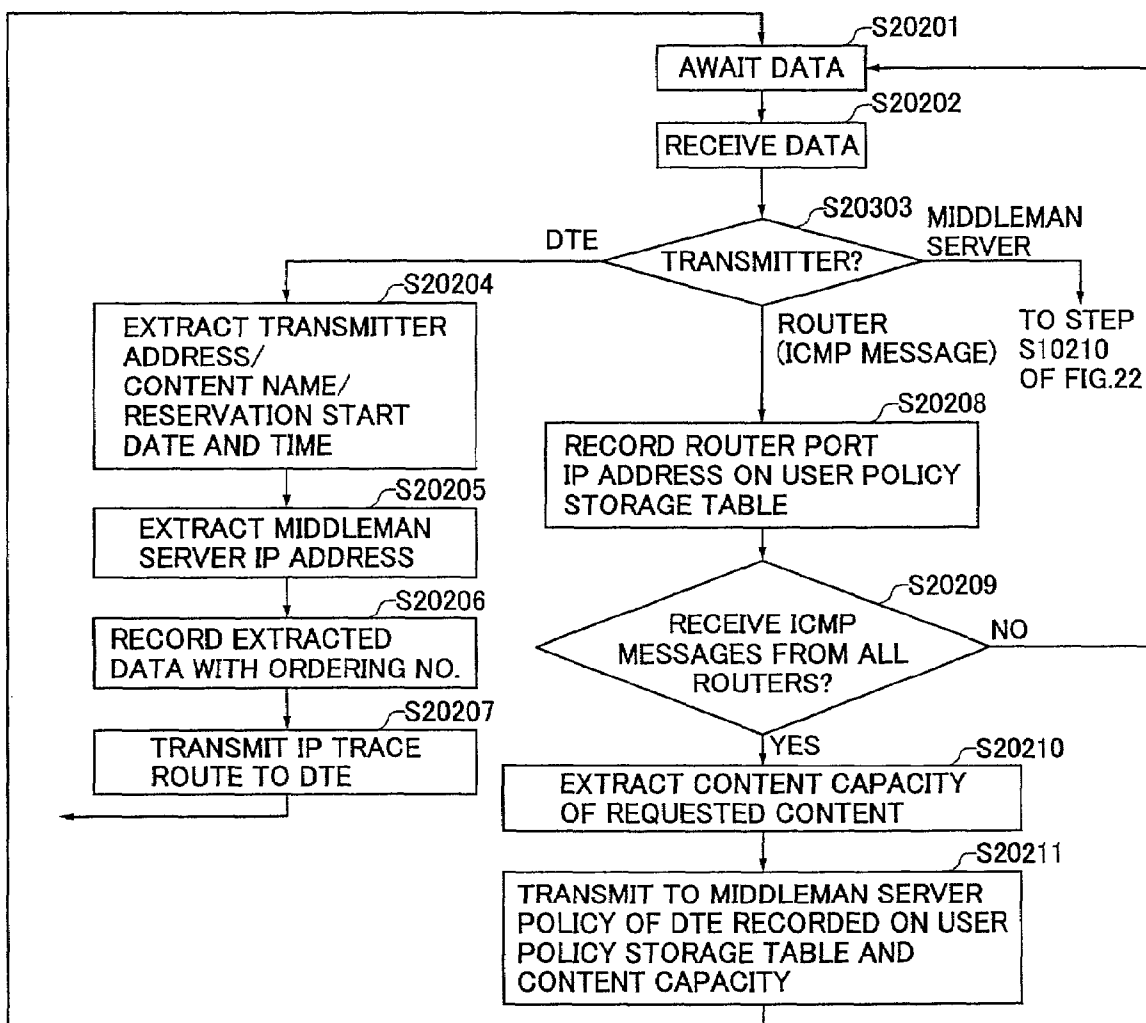 S20201
AWAIT DATA
S20202
RECEIVE DATA
S20303
TRANSMITTER?
DTE
MIDDLEMAN
SERVER
TO STEP
S10210
OF FIG.22
ROUTER
(ICMP MESSAGE)
S20204
EXTRACT TRANSMITTER
ADDRESS/
CONTENT NAME/
RESERVATION START
DATE AND TIME
S20205
EXTRACT MIDDLEMAN
SERVER IP ADDRESS
S20206
RECORD EXTRACTED
DATA WITH ORDERING NO.
S20207
TRANSMIT IP TRACE
ROUTE TO DTE
S20208
RECORD ROUTER PORT
IP ADDRESS ON USER POLICY
STORAGE TABLE
S20209
RECEIVE ICMP
MESSAGES FROM ALL
ROUTERS?
NO
YES
S20210
EXTRACT CONTENT CAPACITY
OF REQUESTED CONTENT
S20211
TRANSMIT TO MIDDLEMAN SERVER
POLICY OF DTE RECORDED ON USER
POLICY STORAGE TABLE AND
CONTENT CAPACITY